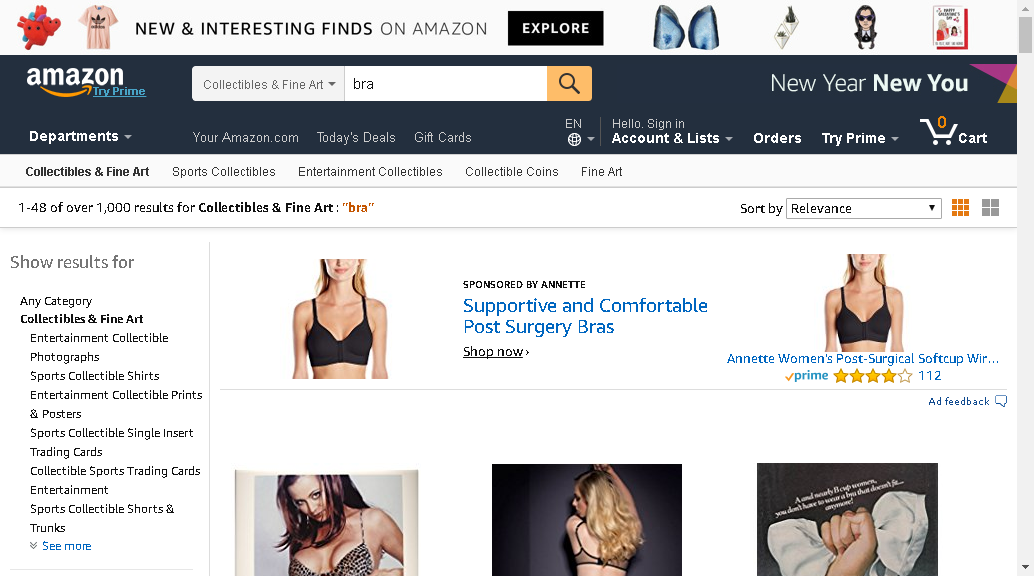 NEW & INTERESTING FINDS ON AMAZON EXPLORE
amazon
Try Prime
Collectibles & Fine Art bra
New Year New You
Departments
Your Amazon.com Today's Deals Gift Cards
EN
Hello. Sign in
Account & Lists Orders Try Prime 0 Cart
Collectibles & Fine Art Sports Collectibles Entertainment Collectibles Collectible Coins Fine Art
1-48 of over 1,000 results for Collectibles & Fine Art : "bra"
Sort by Relevance
Show results for
Any Category
Collectibles & Fine Art
Entertainment Collectible
Photographs
Sports Collectible Shirts
Entertainment Collectible Prints
& Posters
Sports Collectible Single Insert
Trading Cards
Collectible Sports Trading Cards
Entertainment
Sports Collectible Shorts &
Trunks
See more
SPONSORED BY ANNETTE
Supportive and Comfortable
Post Surgery Bras
Shop now ›
Annette Women's Post-Surgical Softcup Wir...
prime 112
Ad feedback
And nearly B cup women,
you don't have to wear a bra that doesn't fit...
anymore!